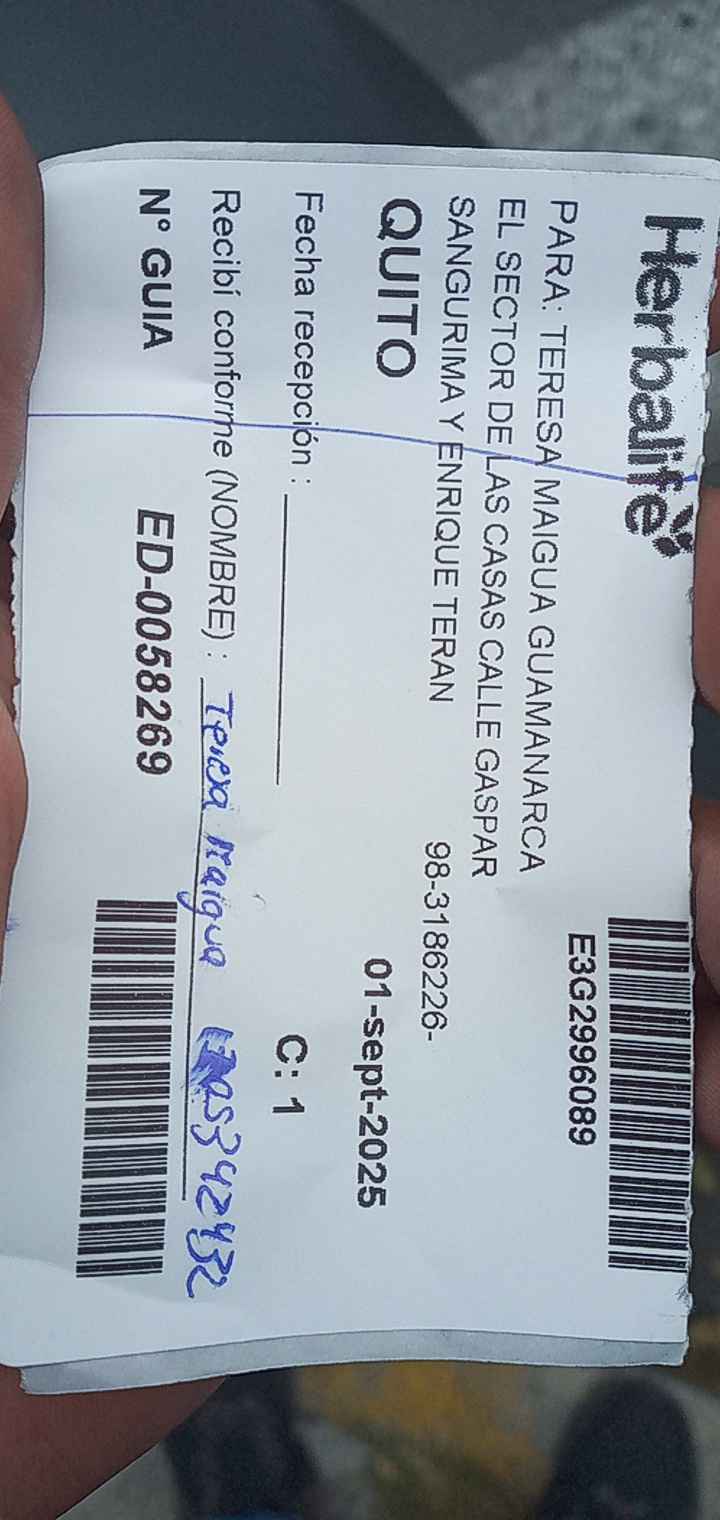 Herbalife
E3G2996089
PARA: TERESA MAIGUA GUAMANARCA
EL SECTOR DE LAS CASAS CALLE GASPAR
SANGURIMA Y ENRIQUE TERAN
98-3186226-
QUITO
01-sept-2025
Fecha recepción :
C: 1
Recibí conforme (NOMBRE) : Teresa Maigua
N° GUIA ED-0058269